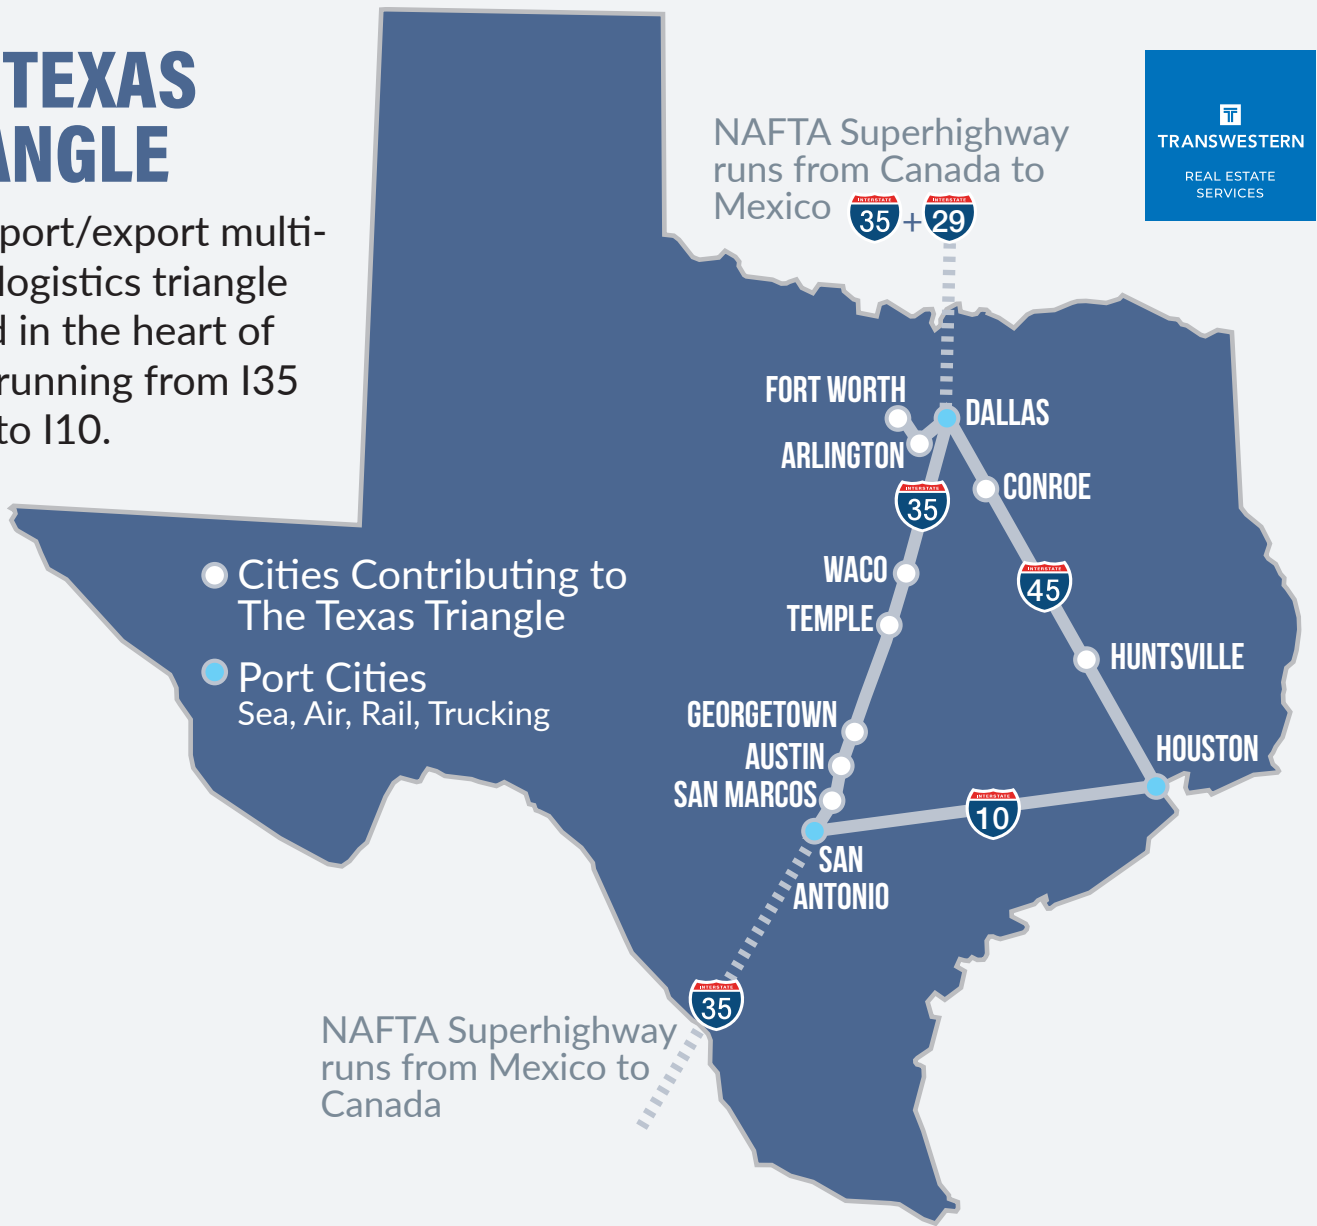 TEXAS
ANGLE
port/export multi-
logistics triangle
d in the heart of
running from I35
to I10.
NAFTA Superhighway
runs from Canada to
Mexico
INTERSTATE
35
+
INTERSTATE
29
TRANSWESTERN
REAL ESTATE
SERVICES
FORT WORTH
DALLAS
ARLINGTON
CONROE
INTERSTATE
35
WACO
INTERSTATE
45
TEMPLE
HUNTSVILLE
Cities Contributing to
The Texas Triangle
Port Cities
Sea, Air, Rail, Trucking
GEORGETOWN
AUSTIN
HOUSTON
SAN MARCOS
INTERSTATE
10
SAN
ANTONIO
INTERSTATE
35
NAFTA Superhighway
runs from Mexico to
Canada